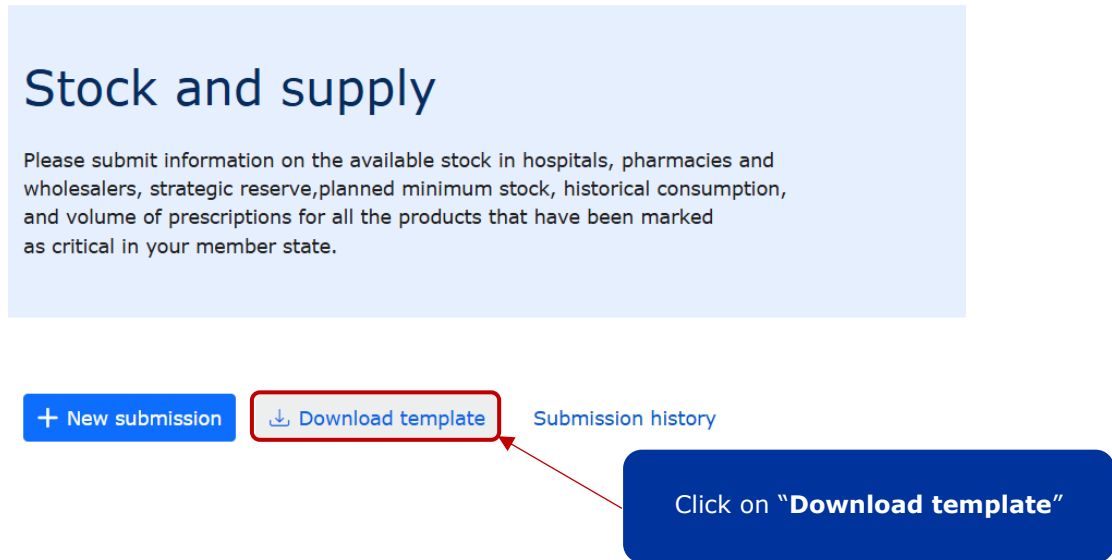 Stock and supply
Please submit information on the available stock in hospitals, pharmacies and
wholesalers, strategic reserve,planned minimum stock, historical consumption,
and volume of prescriptions for all the products that have been marked
as critical in your member state.
+ New submission Download template Submission history
Click on “Download template”